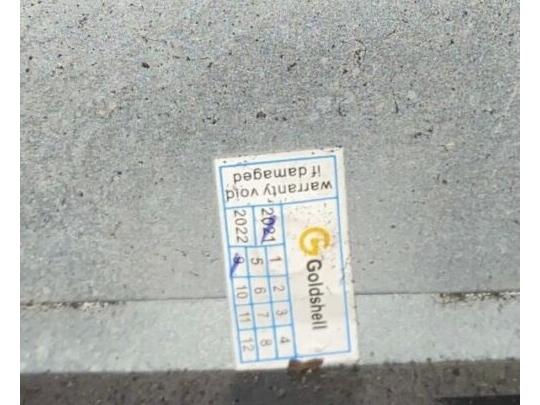 Goldshell
2021 1 2 3 4
5 6 7 8
2022 9 10 11 12
warranty void
if damaged